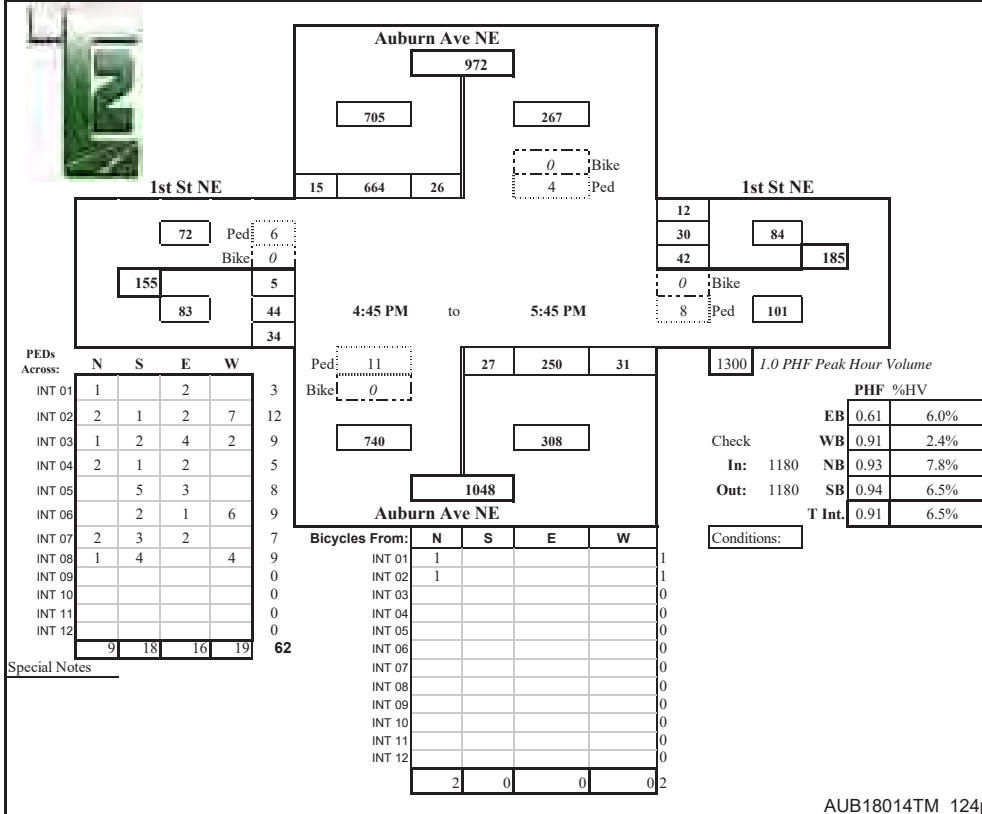 Auburn Ave NE
972
705 267
0 Bike
1st St NE 15 664 26 4 Ped 1st St NE
12
72 Ped 6 30 84
Bike 0 42 185
155 5 0 Bike
83 44 4:45 PM to 5:45 PM 8 Ped 101
34
PEDs Across: N S E W Ped 11 27 250 31 1300 1.0 PHF Peak Hour Volume
INT 01 1 2 3 Bike 0 PHF %HV
EB 0.61 6.0%
INT 02 2 1 2 7 12
INT 03 1 2 4 2 9 740 308 Check WB 0.91 2.4%
INT 04 2 1 2 5 In: 1180 NB 0.93 7.8%
INT 05 5 3 8 1048 Out: 1180 SB 0.94 6.5%
INT 06 2 1 6 9 Auburn Ave NE T Int. 0.91 6.5%
INT 07 2 3 2 7 Bicycles From: N S E W Conditions:
INT 08 1 4 4 9 INT 01 1 1
INT 09 0 INT 02 1 1
INT 10 0 INT 03 0
INT 11 0 INT 04 0
INT 12 0 INT 05 0
9 18 16 19 62 INT 06 0
Special Notes INT 07 0
INT 08 0
INT 09 0
INT 10 0
INT 11 0
INT 12 0
2 0 0 0 2
AUB18014TM_124p